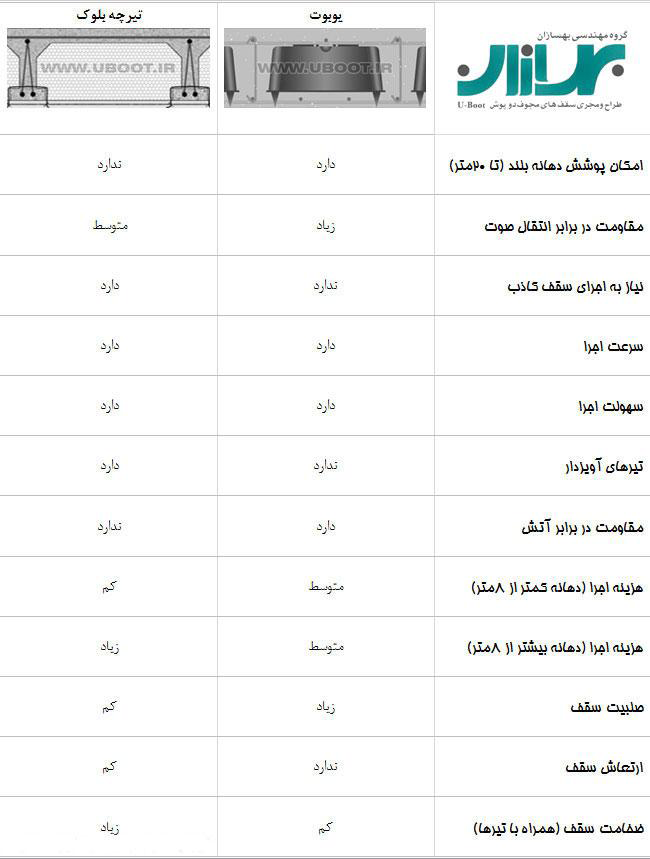 گروه مهندسی بهسازان
U-Boot
طراح و مجری سقف های مجوف دو پوش
یوبوت
تیرچه بلوک
WWW.UBOOT.IR
WWW.UBOOT.IR
امکان پوشش دهانه بلند (تا ۲۰متر) دارد ندارد
مقاومت در برابر انتقال صوت زیاد متوسط
نیاز به اجرای سقف کاذب ندارد دارد
سرعت اجرا دارد دارد
سهولت اجرا دارد دارد
تیرهای آویزدار ندارد دارد
مقاومت در برابر آتش دارد ندارد
هزینه اجرا (دهانه کمتر از ۸متر) متوسط کم
هزینه اجرا (دهانه بیشتر از ۸متر) متوسط زیاد
صلبیت سقف زیاد کم
ارتعاش سقف ندارد کم
ضخامت سقف (همراه با تیرها) کم زیاد